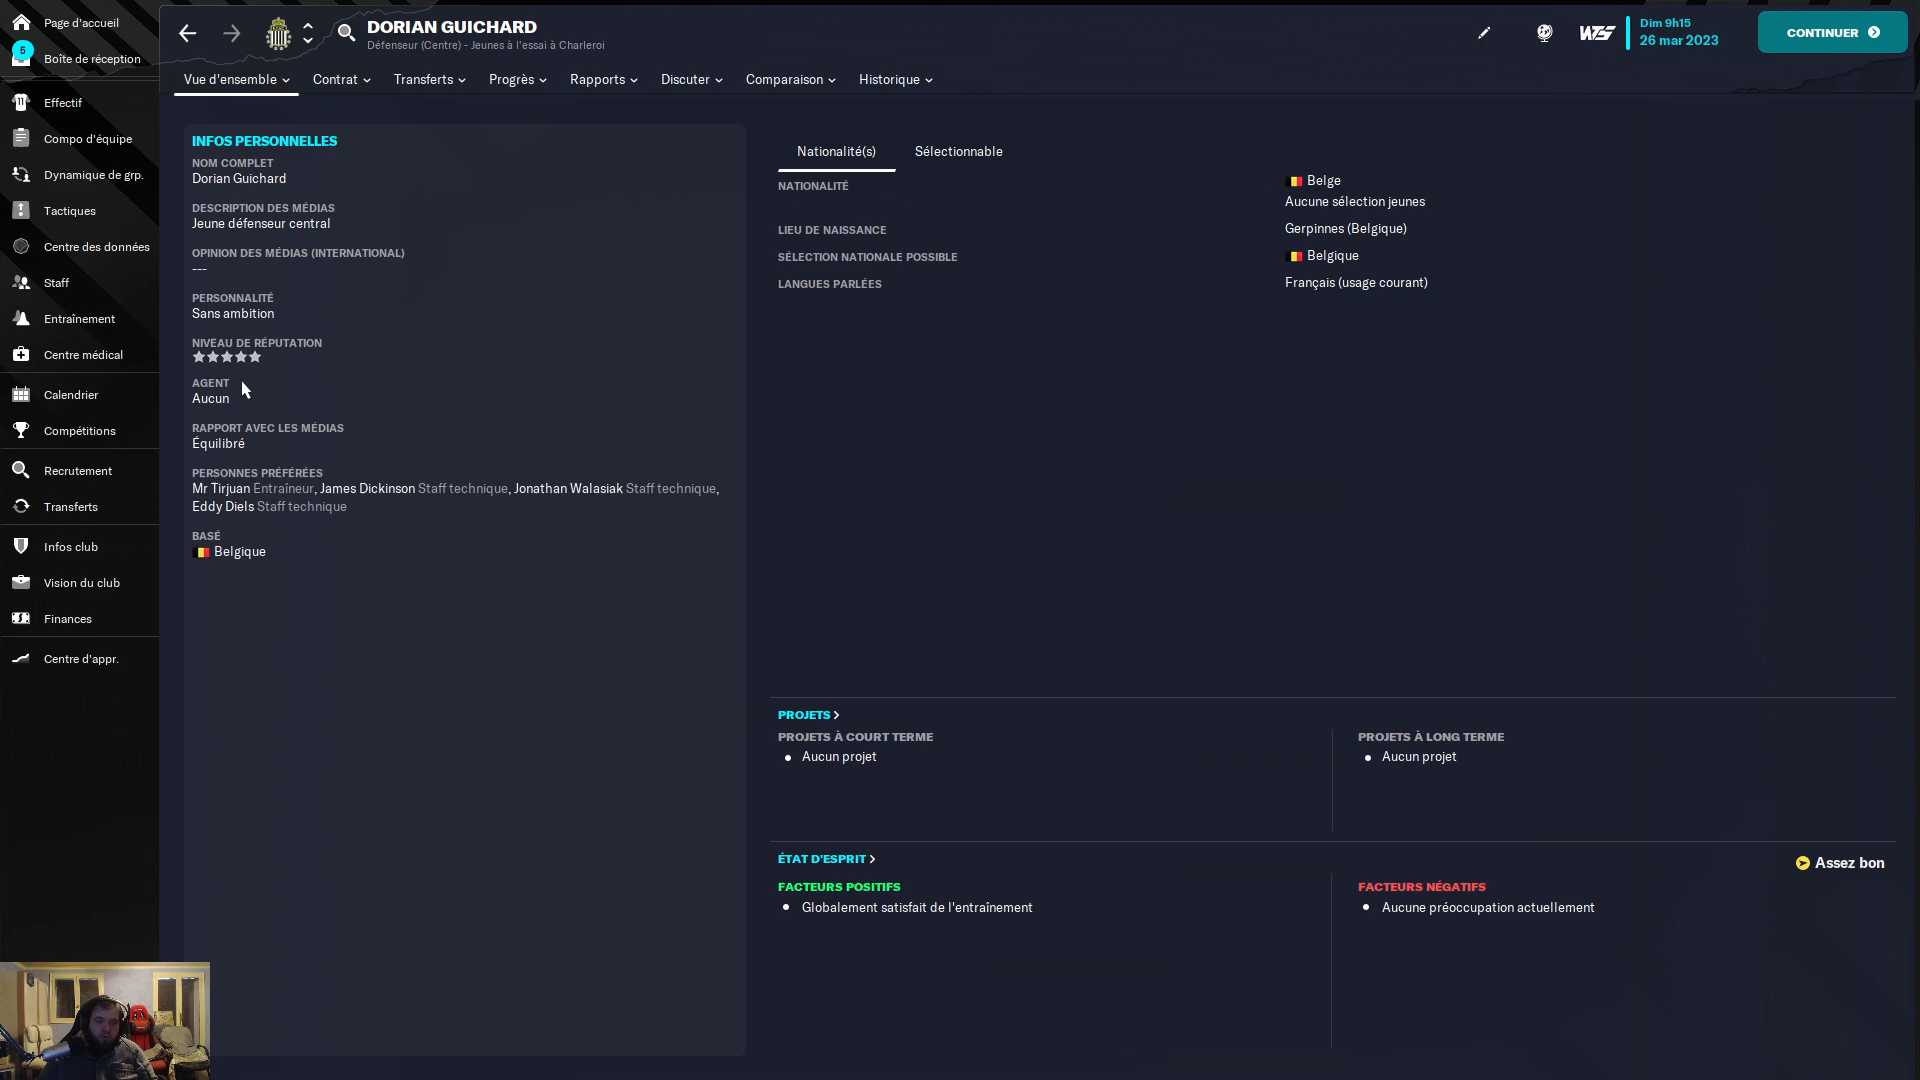 Page d'accueil
5
Boîte de réception
Effectif
Compo d'équipe
Dynamique de grp.
Tactiques
Centre des données
Staff
Entraînement
Centre médical
Calendrier
Compétitions
Recrutement
Transferts
Infos club
Vision du club
Finances
Centre d'appr.
DORIAN GUICHARD
Défenseur (Centre) - Jeunes à l'essai à Charleroi
Dim 9h15
26 mar 2023
CONTINUER
Vue d'ensemble
Contrat
Transferts
Progrès
Rapports
Discuter
Comparaison
Historique
INFOS PERSONNELLES
NOM COMPLET
Dorian Guichard
DESCRIPTION DES MÉDIAS
Jeune défenseur central
OPINION DES MÉDIAS (INTERNATIONAL)
---
PERSONNALITÉ
Sans ambition
NIVEAU DE RÉPUTATION
AGENT
Aucun
RAPPORT AVEC LES MÉDIAS
Équilibré
PERSONNES PRÉFÉRÉES
Mr Tirjuan Entraîneur, James Dickinson Staff technique, Jonathan Walasiak Staff technique,
Eddy Diels Staff technique
BASÉ
Belgique
Nationalité(s)
Sélectionnable
NATIONALITÉ
Belge
Aucune sélection jeunes
LIEU DE NAISSANCE
Gerpinnes (Belgique)
SÉLECTION NATIONALE POSSIBLE
Belgique
LANGUES PARLÉES
Français (usage courant)
PROJETS
PROJETS À COURT TERME
Aucun projet
PROJETS À LONG TERME
Aucun projet
ÉTAT D'ESPRIT
Assez bon
FACTEURS POSITIFS
Globalement satisfait de l'entraînement
FACTEURS NÉGATIFS
Aucune préoccupation actuellement